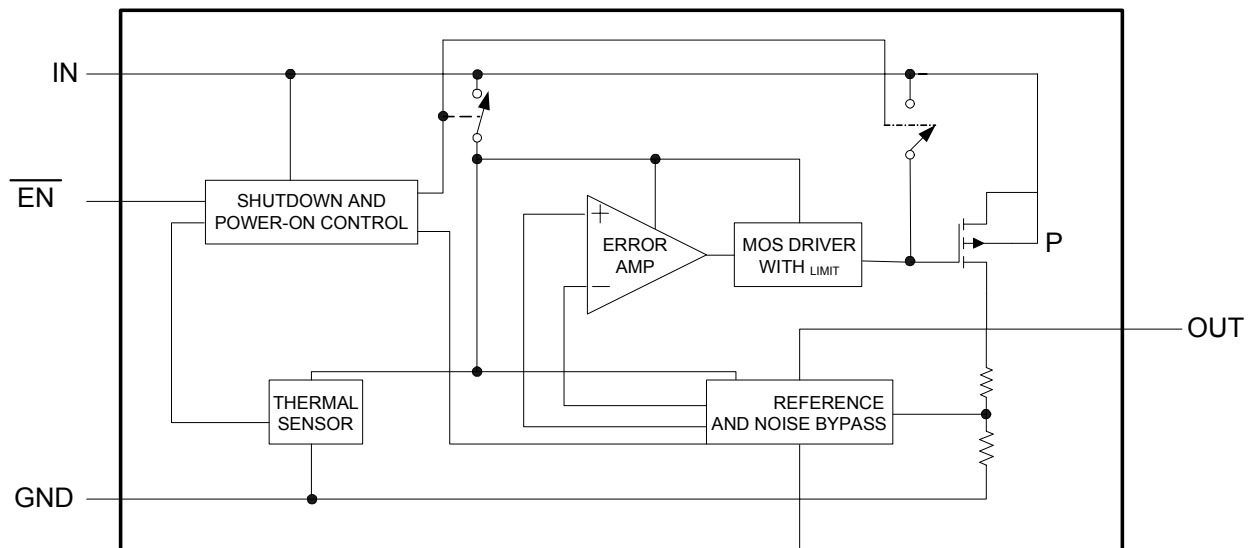 IN
EN
SHUTDOWN AND
POWER-ON CONTROL
+
ERROR
AMP
−
MOS DRIVER
WITH LIMIT
P
OUT
THERMAL
SENSOR
REFERENCE
AND NOISE BYPASS
GND